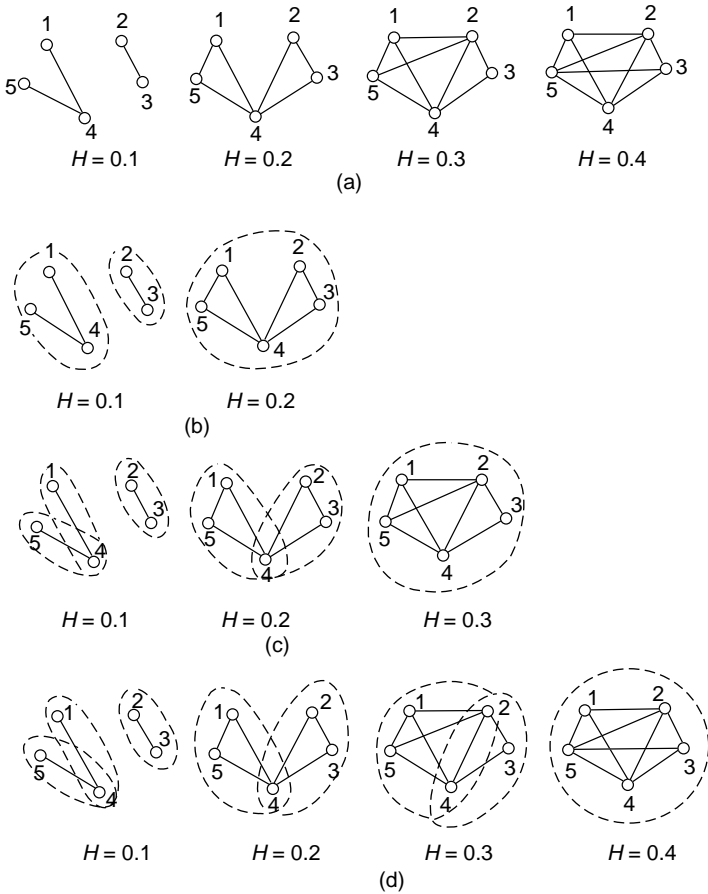 1 2 1 2 1 2 1 2
5 3 5 3 5 3 5 3
4 4 4 4
H = 0.1 H = 0.2 H = 0.3 H = 0.4
(a)
1 2 1 2
5 3 4 5 3
4
H = 0.1 H = 0.2
(b)
1 2 1 2 1 2
5 3 4 5 3 5 3
4 4
H = 0.1 H = 0.2 H = 0.3
(c)
1 2 1 2 1 2 1 2
5 3 5 3 5 3 5 3
4 4 4 4
H = 0.1 H = 0.2 H = 0.3 H = 0.4
(d)